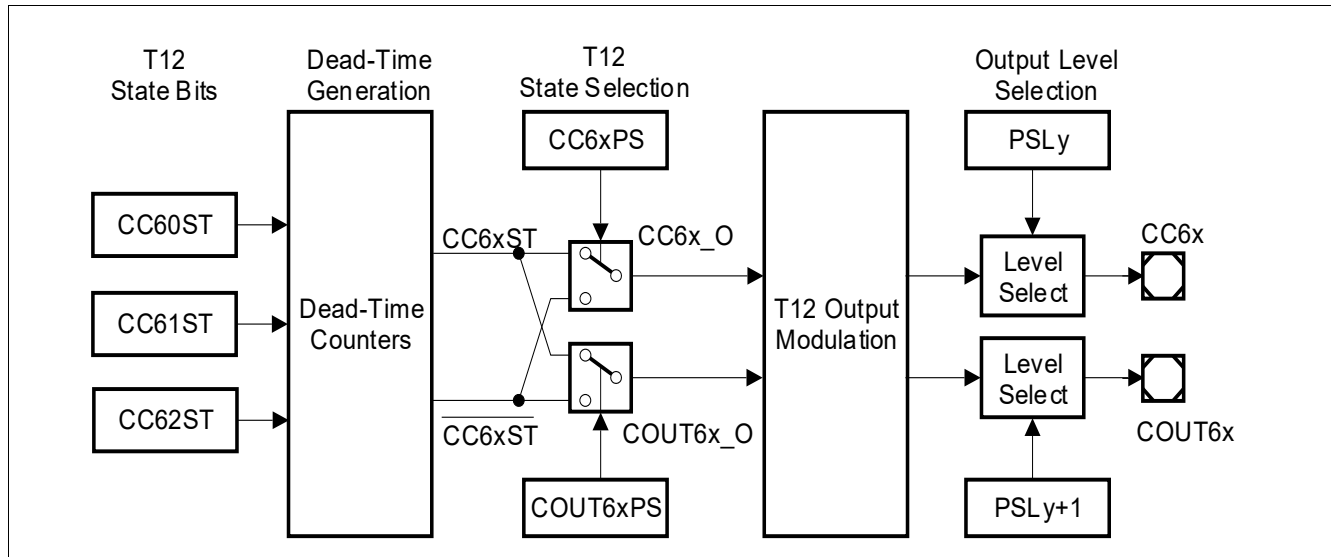 T12
State Bits
Dead-Time
Generation
T12
State Selection
Output Level
Selection
CC6xPS
PSLy
CC60ST
CC61ST
CC62ST
Dead-Time
Counters
CC6xST
CC6xST
CC6x_O
COUT6x_O
COUT6xPS
T12 Output
Modulation
Level
Select
Level
Select
CC6x
COUT6x
PSLy+1